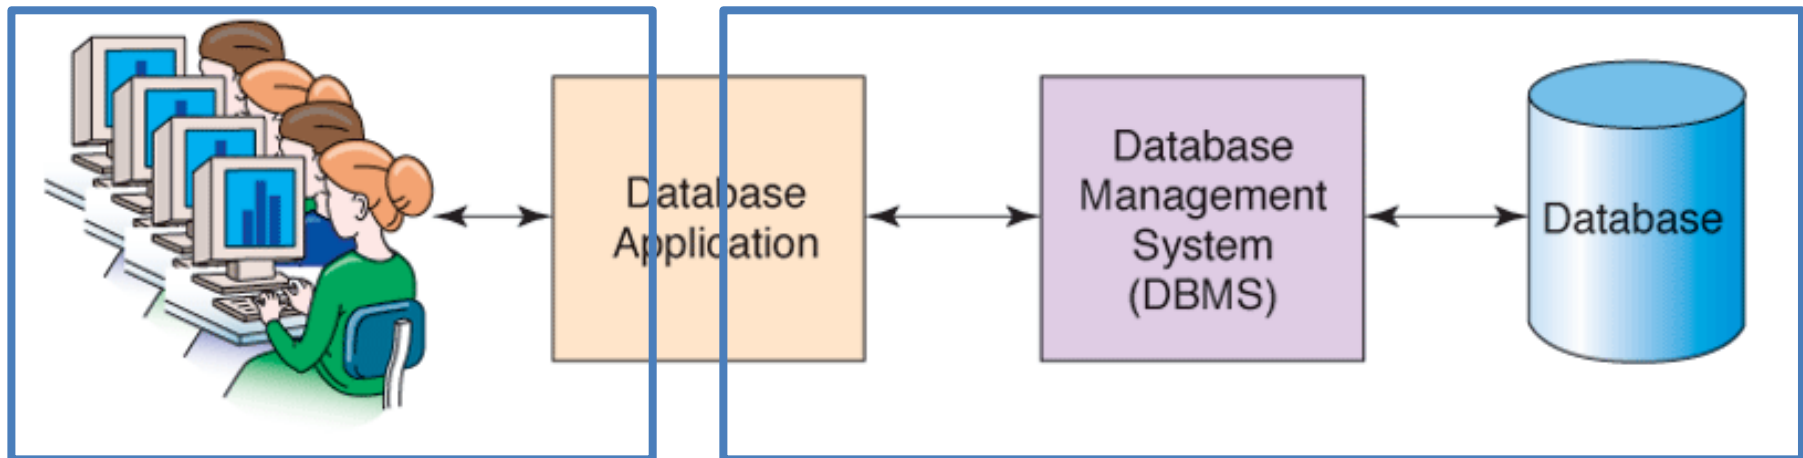 Database
Application
Database
Management
System
(DBMS)
Database